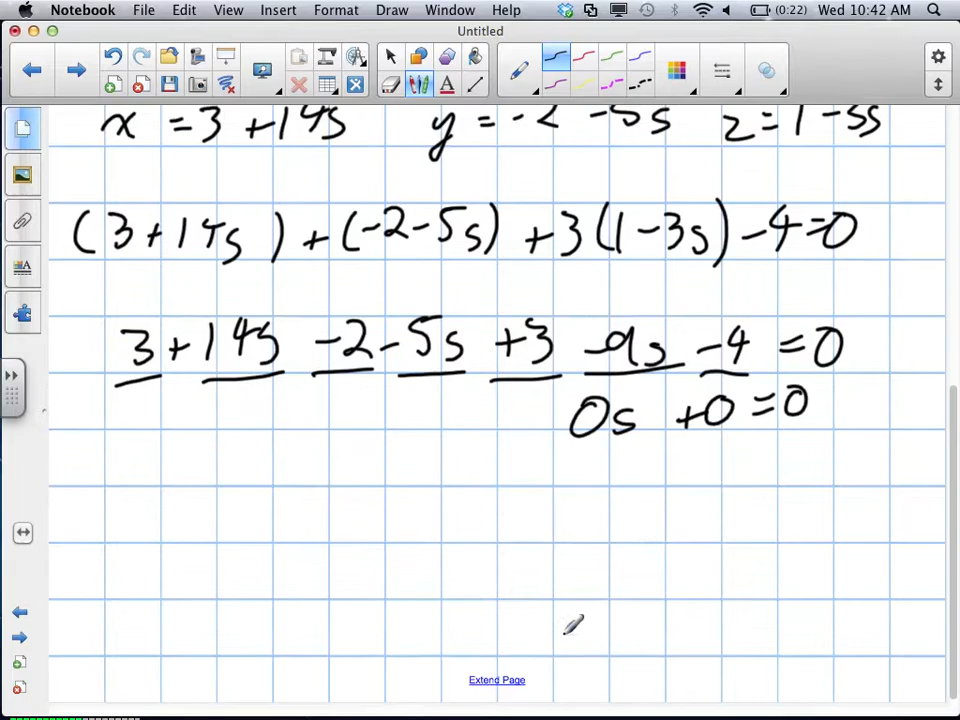 Notebook File Edit View Insert Format Draw Window Help (0:22) Wed 10:42 AM
Untitled
x = 3 + 14s y = -2 - 5s z = 1 - 3s
(3 + 14s) + (-2 - 5s) + 3(1 - 3s) - 4 = 0
3 + 14s - 2 - 5s + 3 - 9s - 4 = 0
0s + 0 = 0
Extend Page